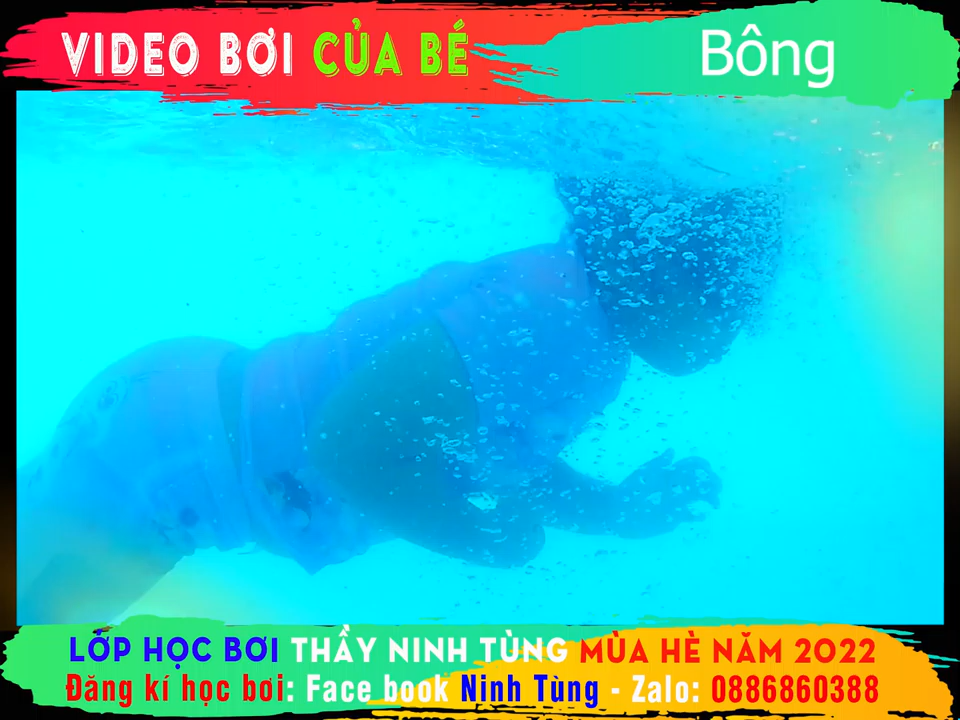 VIDEO BƠI CỦA BÉ
Bông
LỚP HỌC BƠI THẦY NINH TÙNG MÙA HÈ NĂM 2022
Đăng kí học bơi: Face book Ninh Tùng - Zalo: 0886860388